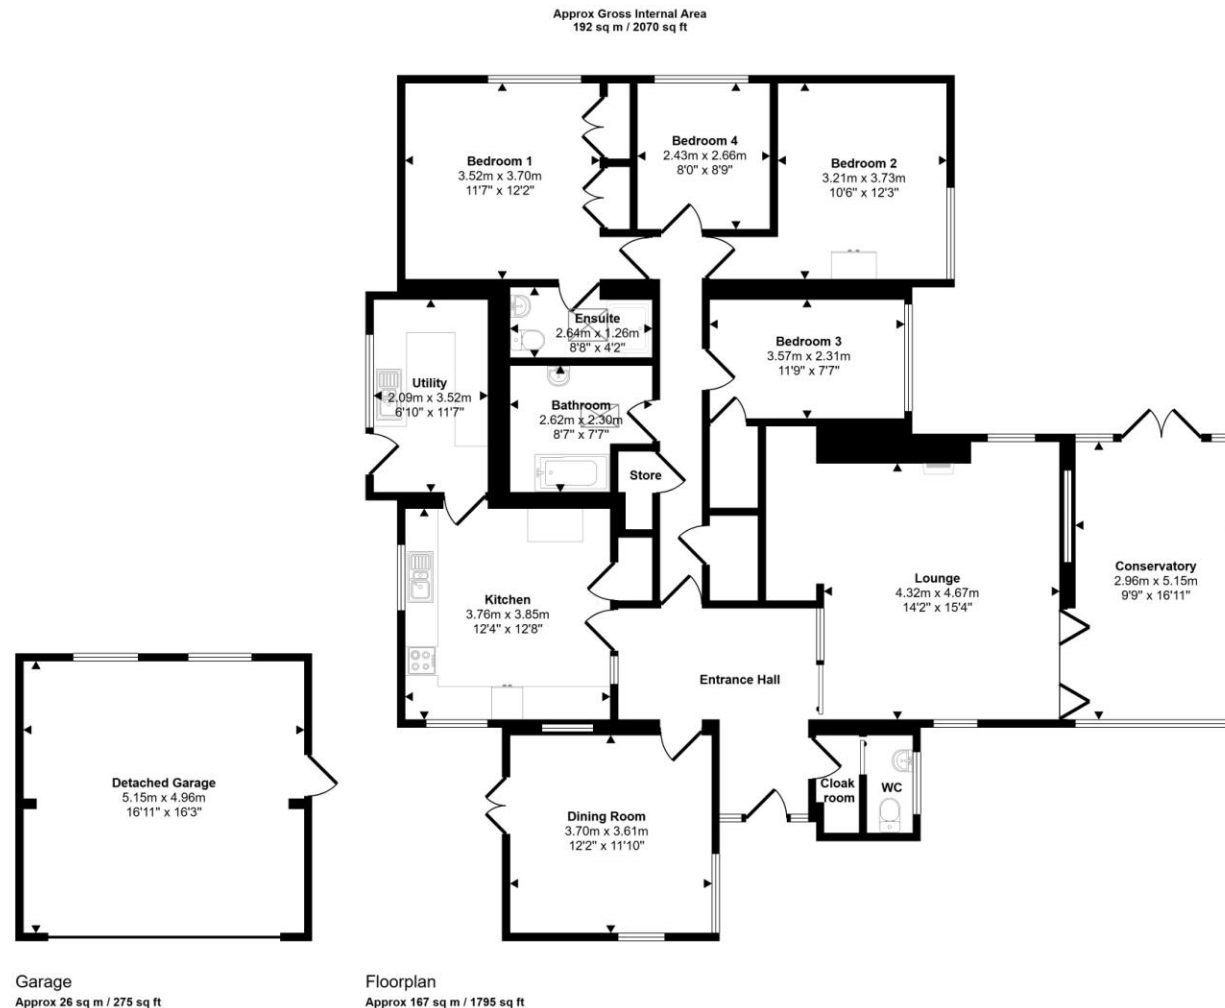 Approx Gross Internal Area
192 sq m / 2070 sq ft
Bedroom 1
3.52m x 3.70m
11'7" x 12'2"
Bedroom 4
2.43m x 2.66m
8'0" x 8'9"
Bedroom 2
3.21m x 3.73m
10'6" x 12'3"
Ensuite
2.64m x 1.26m
8'8" x 4'2"
Bedroom 3
3.57m x 2.31m
11'9" x 7'7"
Utility
2.09m x 3.52m
6'10" x 11'7"
Bathroom
2.62m x 2.30m
8'7" x 7'7"
Store
Kitchen
3.76m x 3.85m
12'4" x 12'8"
Lounge
4.32m x 4.67m
14'2" x 15'4"
Conservatory
2.96m x 5.15m
9'9" x 16'11"
Entrance Hall
Detached Garage
5.15m x 4.96m
16'11" x 16'3"
Dining Room
3.70m x 3.61m
12'2" x 11'10"
Cloak
room
WC
Garage
Approx 26 sq m / 275 sq ft
Floorplan
Approx 167 sq m / 1795 sq ft